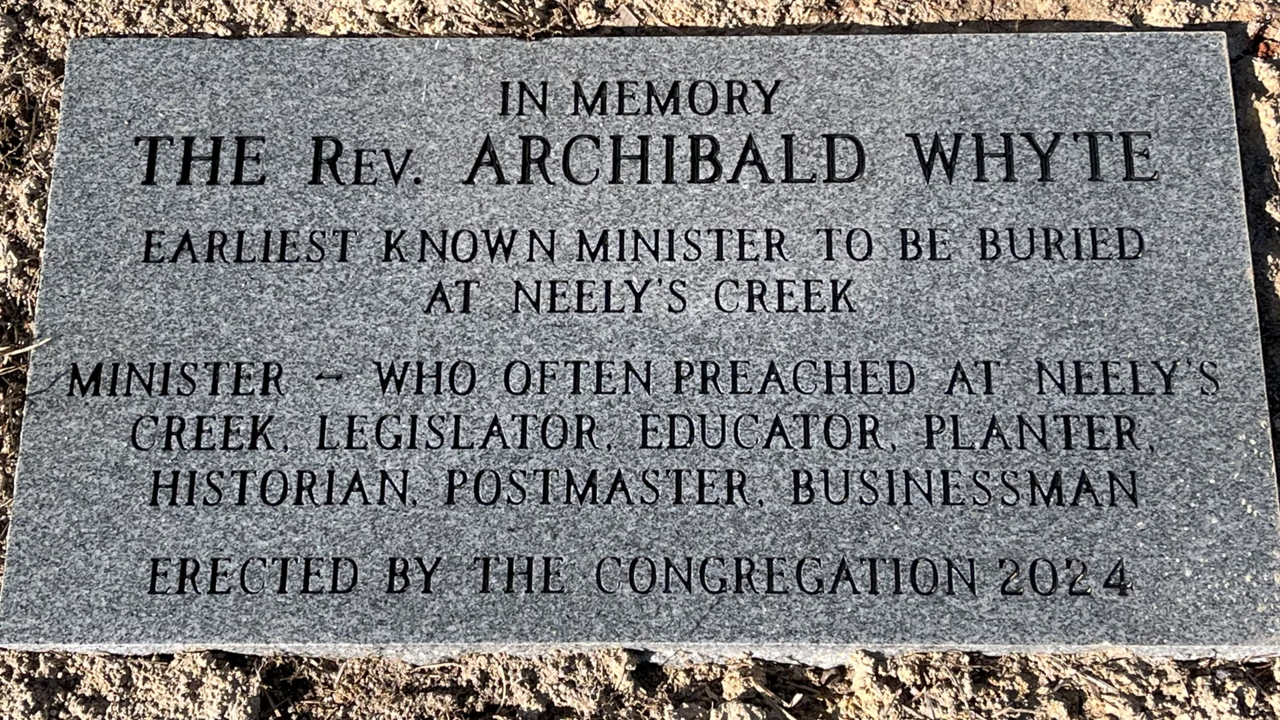 IN MEMORY
THE REV. ARCHIBALD WHYTE
EARLIEST KNOWN MINISTER TO BE BURIED
AT NEELY'S CREEK
MINISTER - WHO OFTEN PREACHED AT NEELY'S
CREEK, LEGISLATOR, EDUCATOR, PLANTER,
HISTORIAN, POSTMASTER, BUSINESSMAN
ERECTED BY THE CONGREGATION 2024